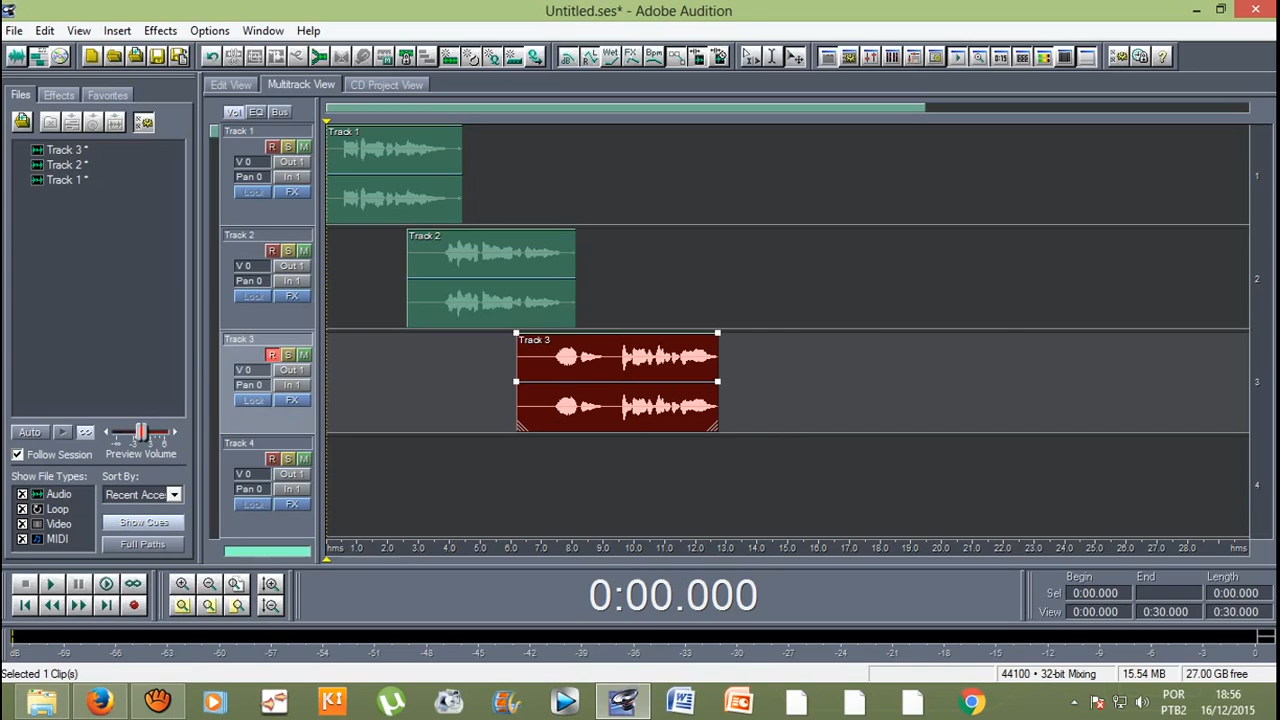 Untitled.ses* - Adobe Audition
File Edit View Insert Effects Options Window Help
Wet FX Bpm
Edit View Multitrack View CD Project View
Files Effects Favorites
Vol EQ Bus
Track 3 *
Track 2 *
Track 1 *
Track 1
R S M
V 0 Out 1
Pan 0 In 1
Lock FX
Track 1
1
Track 2
R S M
V 0 Out 1
Pan 0 In 1
Lock FX
Track 2
2
Track 3
R S M
V 0 Out 1
Pan 0 In 1
Lock FX
Track 3
3
Track 4
R S M
V 0 Out 1
Pan 0 In 1
Lock FX
4
Auto
-∞ -3 3 8
Follow Session Preview Volume
Show File Types: Sort By:
Audio Recent Acce
Loop
Video Show Cues
MIDI Full Paths
hms 1.0 2.0 3.0 4.0 5.0 6.0 7.0 8.0 9.0 10.0 11.0 12.0 13.0 14.0 15.0 16.0 17.0 18.0 19.0 20.0 21.0 22.0 23.0 24.0 25.0 26.0 27.0 28.0 hms
0:00.000
Begin End Length
Sel 0:00.000 0:00.000
View 0:00.000 0:30.000 0:30.000
dB -69 -66 -63 -60 -57 -54 -51 -48 -45 -42 -39 -36 -33 -30 -27 -24 -21 -18 -15 -12 -9 -6 -3 0
Selected 1 Clip(s) 44100 • 32-bit Mixing 15.54 MB 27.00 GB free
POR 18:56
PTB2 16/12/2015